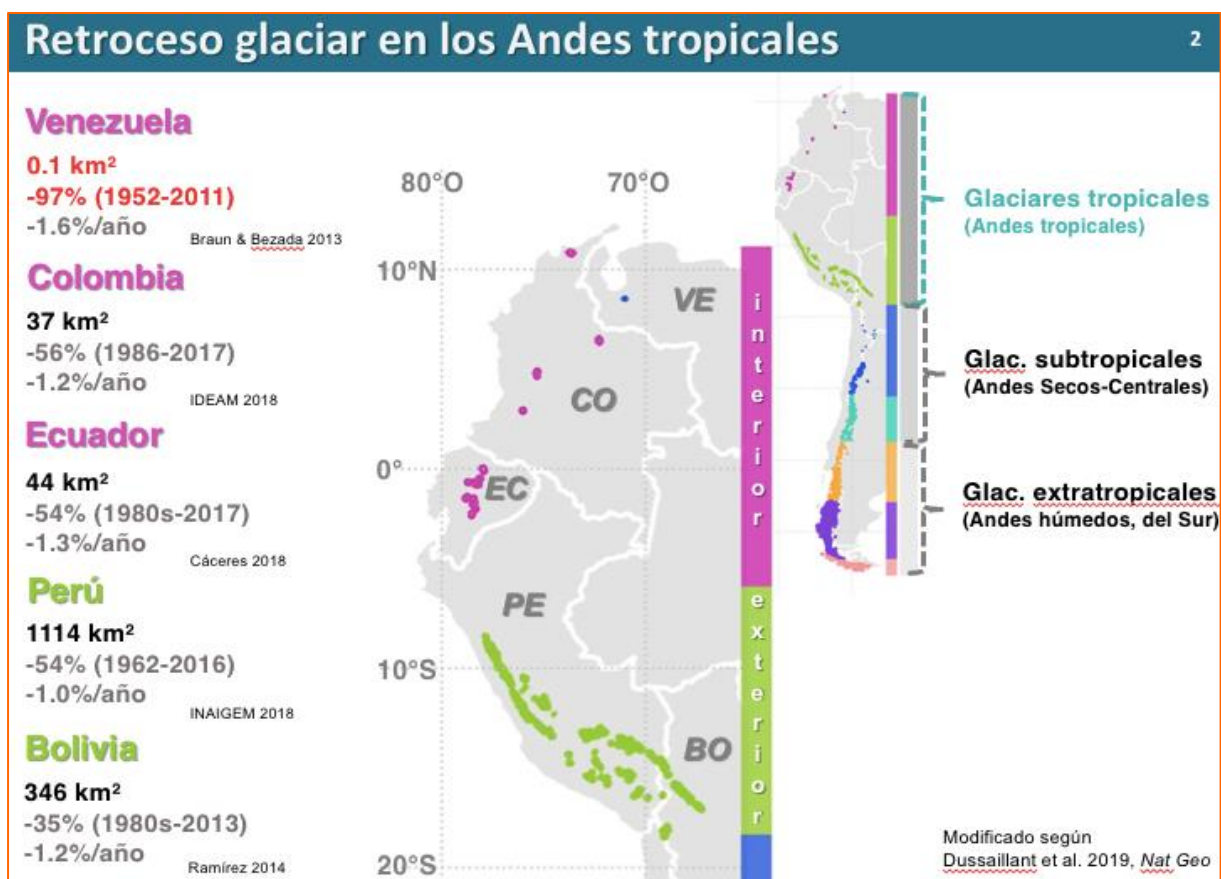 Retroceso glaciar en los Andes tropicales
2
Venezuela
0.1 km²
-97% (1952-2011)
-1.6%/año
Braun & Bezada 2013
Colombia
37 km²
-56% (1986-2017)
-1.2%/año
IDEAM 2018
Ecuador
44 km²
-54% (1980s-2017)
-1.3%/año
Cáceres 2018
Perú
1114 km²
-54% (1962-2016)
-1.0%/año
INAIGEM 2018
Bolivia
346 km²
-35% (1980s-2013)
-1.2%/año
Ramírez 2014
80°O
70°O
10°N
0°
10°S
20°S
VE
CO
EC
PE
BO
interior
exterior
Glaciares tropicales
(Andes tropicales)
Glac. subtropicales
(Andes Secos-Centrales)
Glac. extratropicales
(Andes húmedos, del Sur)
Modificado según
Dussaillant et al. 2019, Nat Geo